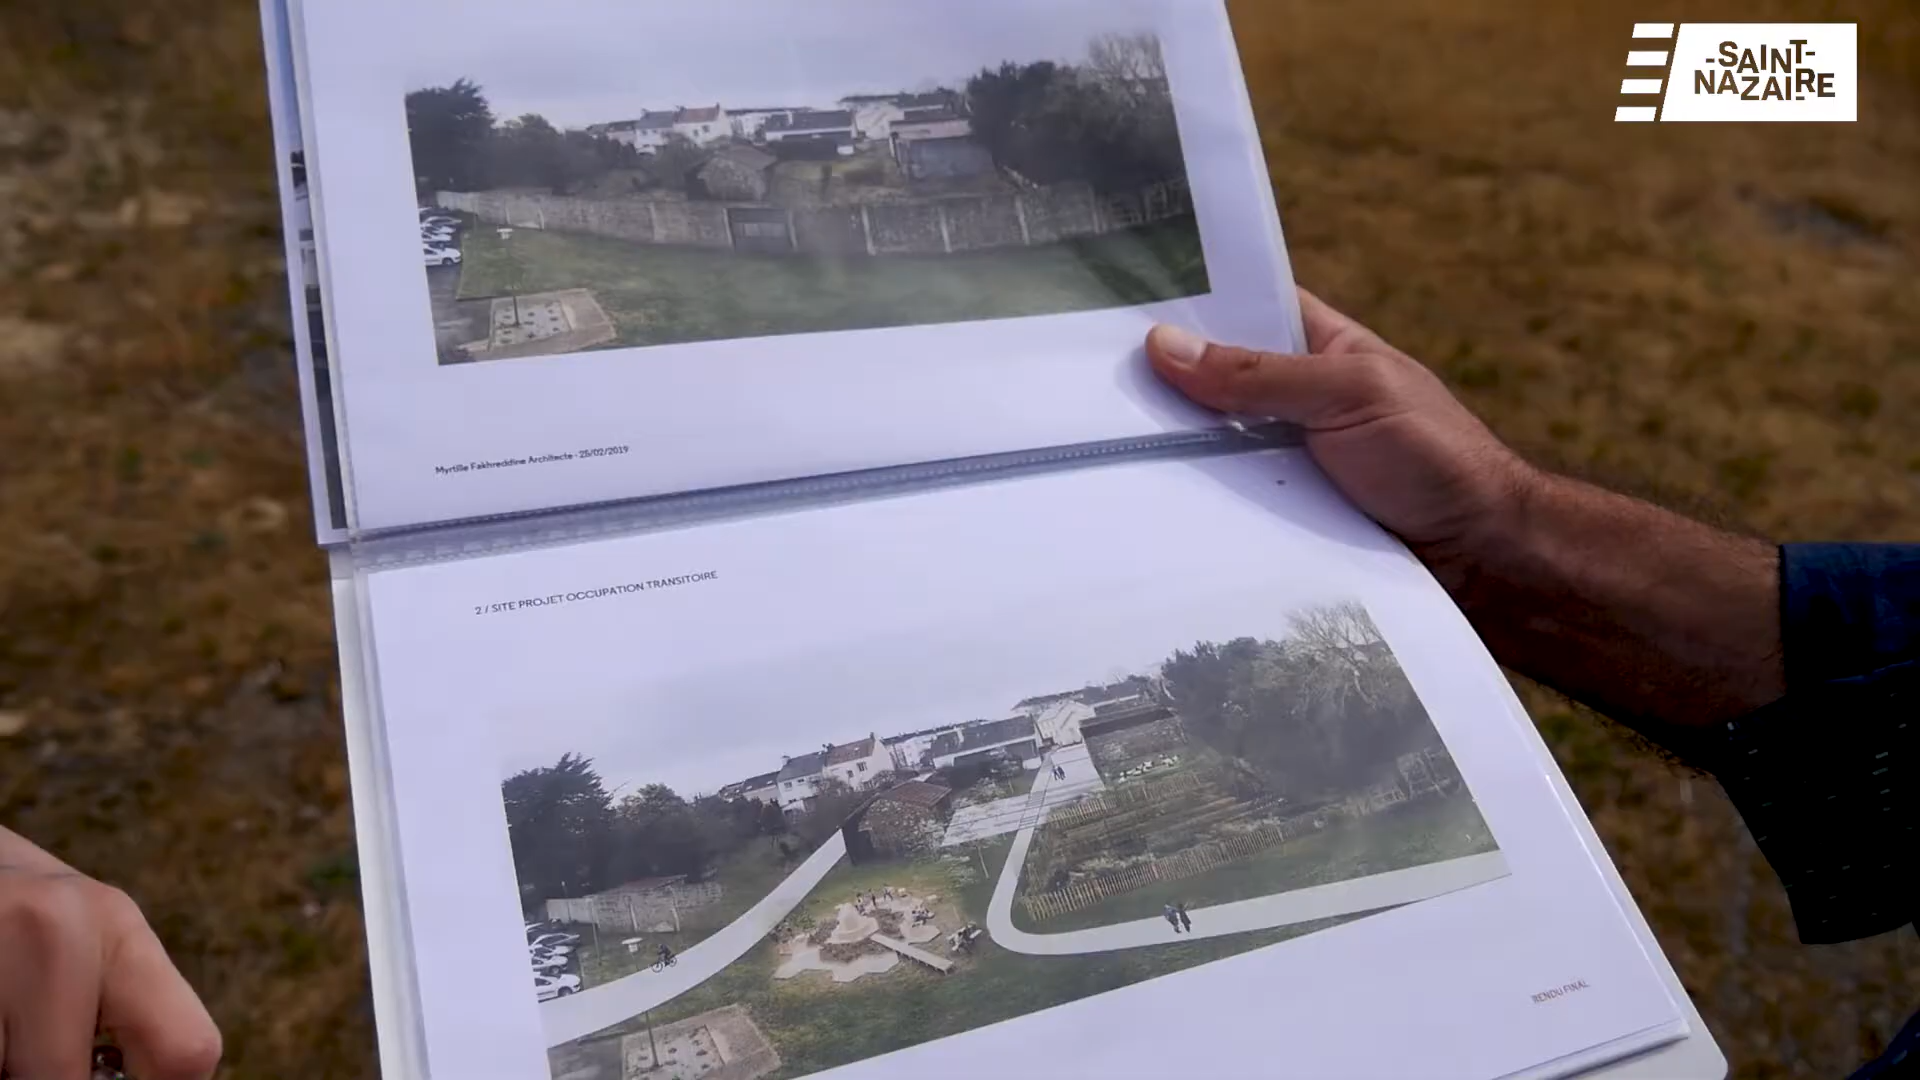 -SAINT-
NAZAIRE
Myrtille Fakhreddine Architecte - 25/02/2019
2 / SITE PROJET OCCUPATION TRANSITOIRE
RENDU FINAL